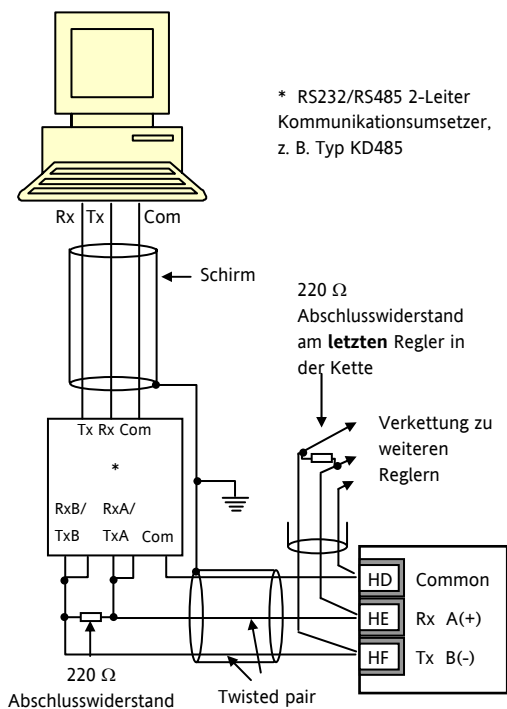 * RS232/RS485 2-Leiter
Kommunikationsumsetzer,
z. B. Typ KD485
Rx Tx Com
Schirm
220 Ω
Abschlusswiderstand
am letzten Regler in
der Kette
Verkettung zu
weiteren
Reglern
Tx Rx Com
*
RxB/ RxA/
TxB TxA Com
HD Common
HE Rx A(+)
HF Tx B(-)
220 Ω
Abschlusswiderstand
Twisted pair